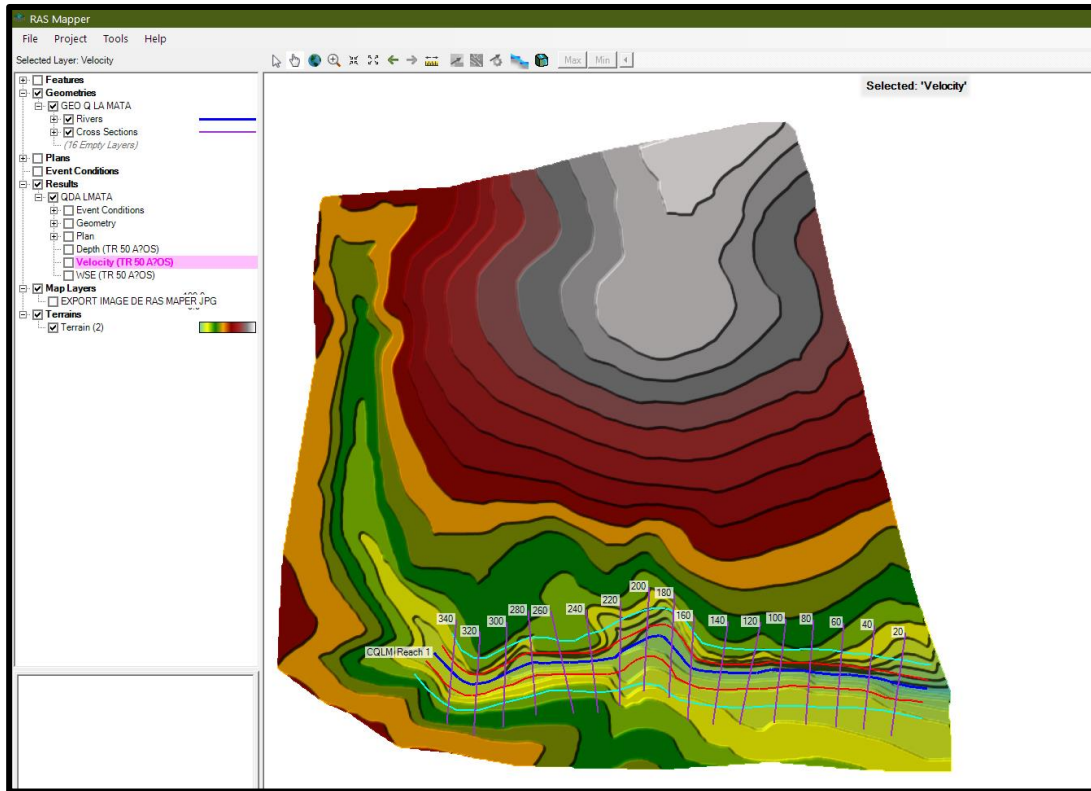 RAS Mapper
File Project Tools Help
Selected Layer: Velocity
Max Min
Selected: 'Velocity'
Features
Geometries
GEO Q LA MATA
Rivers
Cross Sections
(16 Empty Layers)
Plans
Event Conditions
Results
QDA LMATA
Event Conditions
Geometry
Plan
Depth (TR 50 A?OS)
Velocity (TR 50 A?OS)
WSE (TR 50 A?OS)
Map Layers
EXPORT IMAGE DE RAS MAPER JPG
Terrains
Terrain (2)
200
180
220
240
260
280
300
320
340
160
140
120
100
80
60
40
20
Reach 1